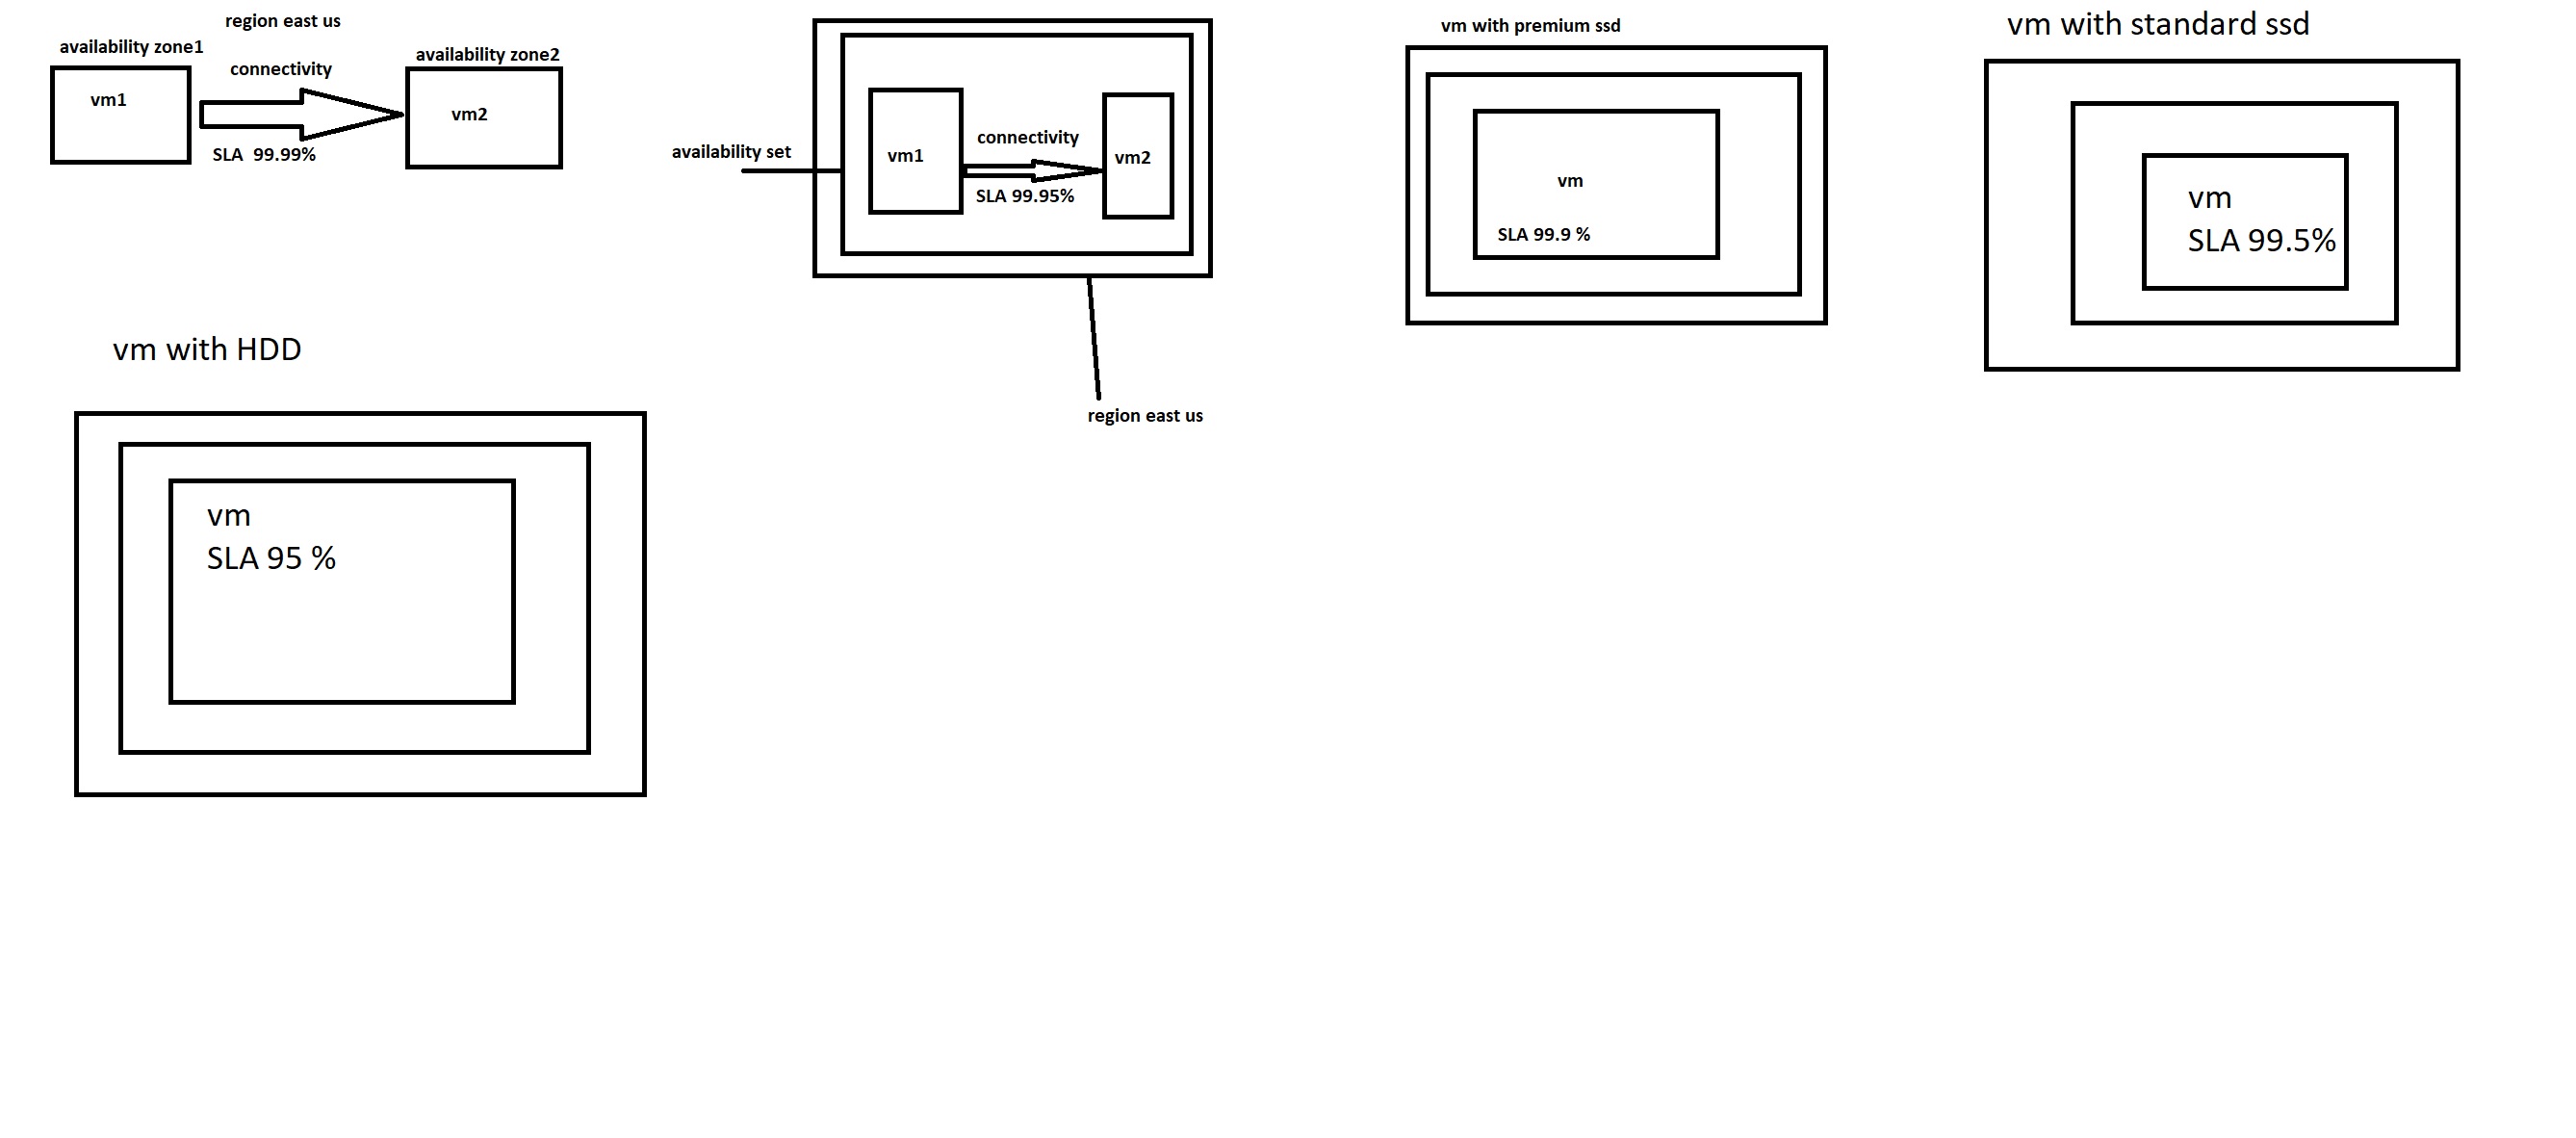 region east us
availability zone1
availability zone2
connectivity
vm1
vm2
SLA 99.99%
availability set
vm1
connectivity
vm2
SLA 99.95%
region east us
vm with premium ssd
vm
SLA 99.9 %
vm with standard ssd
vm
SLA 99.5%
vm with HDD
vm
SLA 95 %